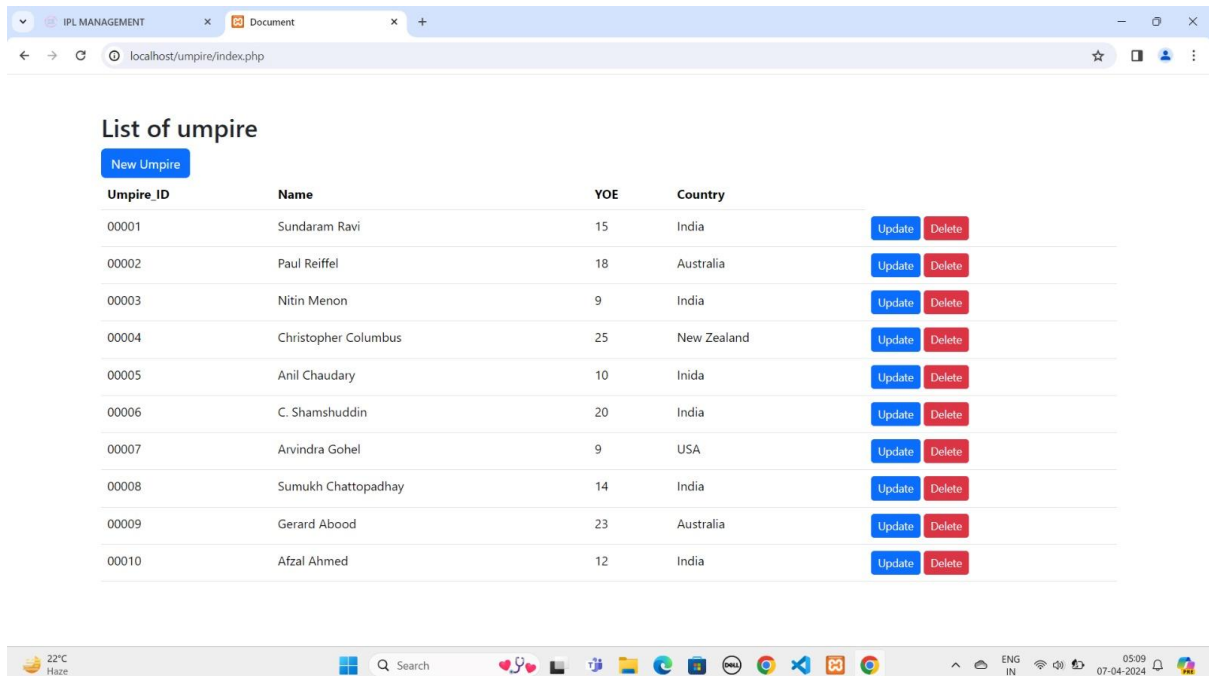 IPL MANAGEMENT Document
localhost/umpire/index.php
List of umpire
New Umpire
Umpire_ID Name YOE Country
00001 Sundaram Ravi 15 India Update Delete
00002 Paul Reiffel 18 Australia Update Delete
00003 Nitin Menon 9 India Update Delete
00004 Christopher Columbus 25 New Zealand Update Delete
00005 Anil Chaudary 10 Inida Update Delete
00006 C. Shamshuddin 20 India Update Delete
00007 Arvindra Gohel 9 USA Update Delete
00008 Sumukh Chattopadhay 14 India Update Delete
00009 Gerard Abood 23 Australia Update Delete
00010 Afzal Ahmed 12 India Update Delete
22°C
Haze
Search
DELL
ENG
IN
05:09
07-04-2024
PRE